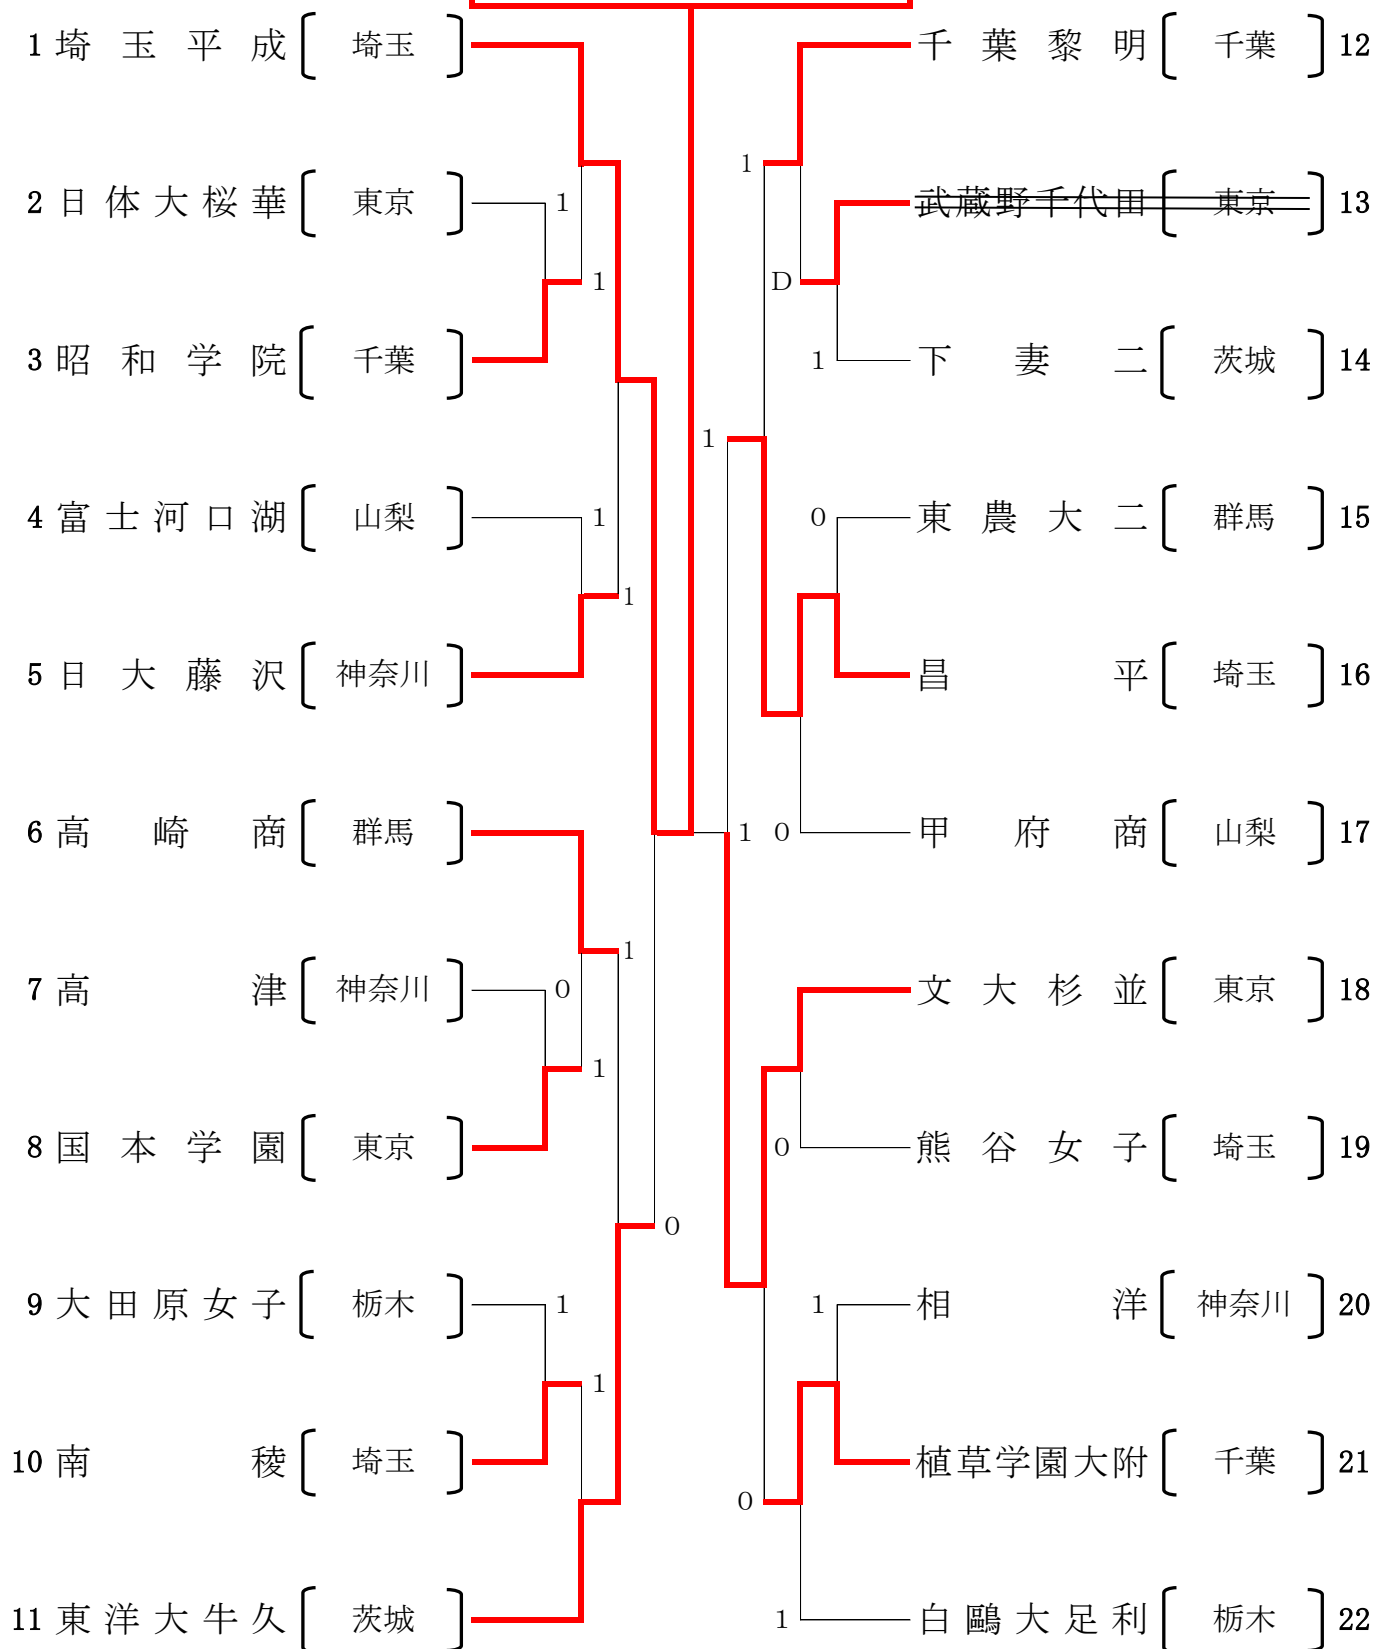 1 埼玉平成 埼玉
2 日体大桜華 東京
3 昭和学院 千葉
4 富士河口湖 山梨
5 日大藤沢 神奈川
6 高崎商 群馬
7 高津 神奈川
8 国本学園 東京
9 大田原女子 栃木
10 南稜 埼玉
11 東洋大牛久 茨城
1
1
1
1
1
0
1
0
1
1
1
D
1
1
0
1 0
0
1
0
1
千葉黎明 千葉 12
武蔵野千代田 東京 13
下妻二 茨城 14
東農大二 群馬 15
昌平 埼玉 16
甲府商 山梨 17
文大杉並 東京 18
熊谷女子 埼玉 19
相洋 神奈川 20
植草学園大附 千葉 21
白鷗大足利 栃木 22